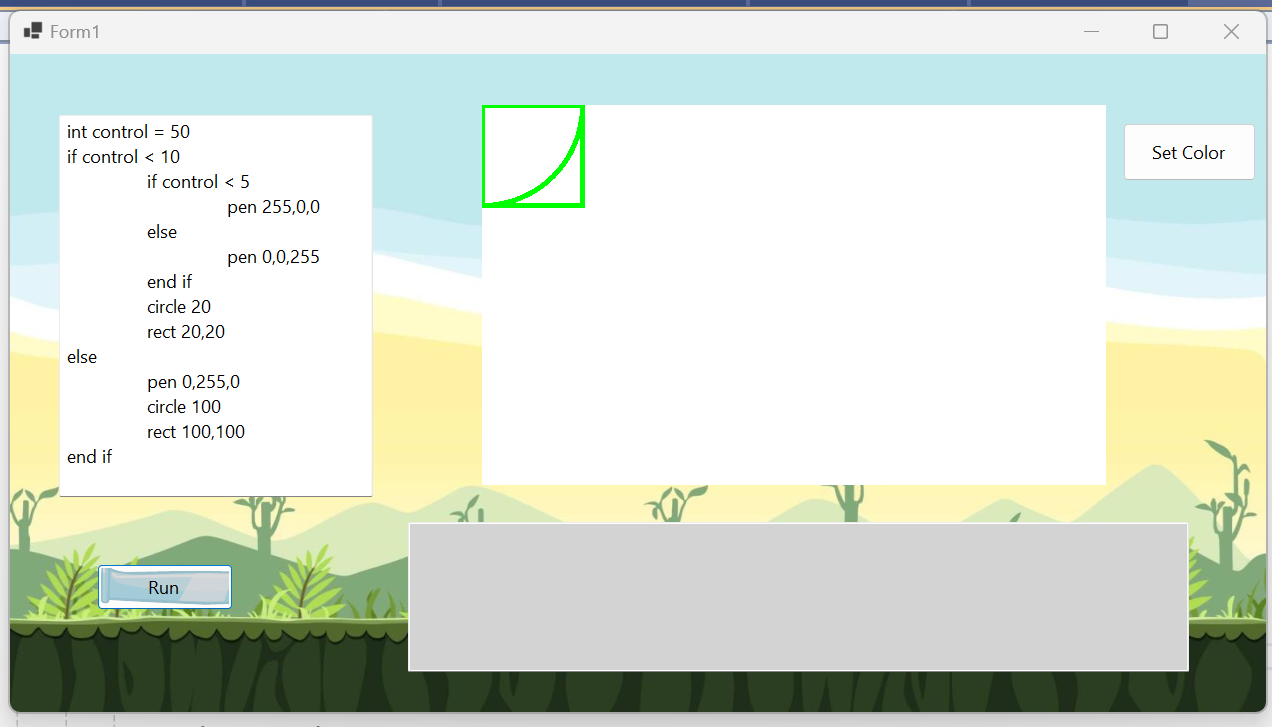 Form1
int control = 50
if control < 10
if control < 5
pen 255,0,0
else
pen 0,0,255
end if
circle 20
rect 20,20
else
pen 0,255,0
circle 100
rect 100,100
end if
Set Color
Run